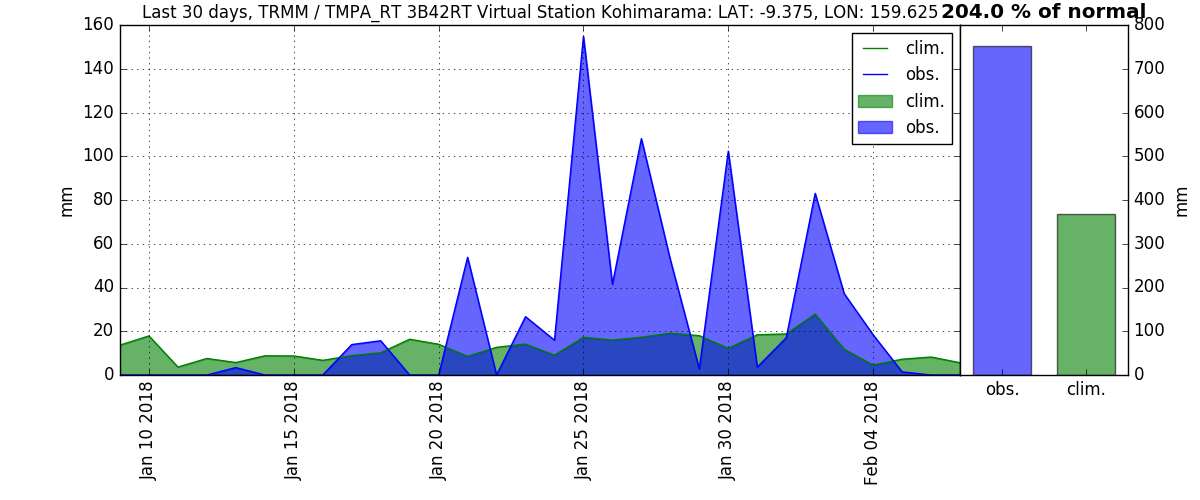 Last 30 days, TRMM / TMPA_RT 3B42RT Virtual Station Kohimarama: LAT: -9.375, LON: 159.625
204.0 % of normal
160
140
120
100
80
60
40
20
0
mm
clim.
obs.
clim.
obs.
Jan 10 2018
Jan 15 2018
Jan 20 2018
Jan 25 2018
Jan 30 2018
Feb 04 2018
800
700
600
500
400
300
200
100
0
mm
obs.
clim.